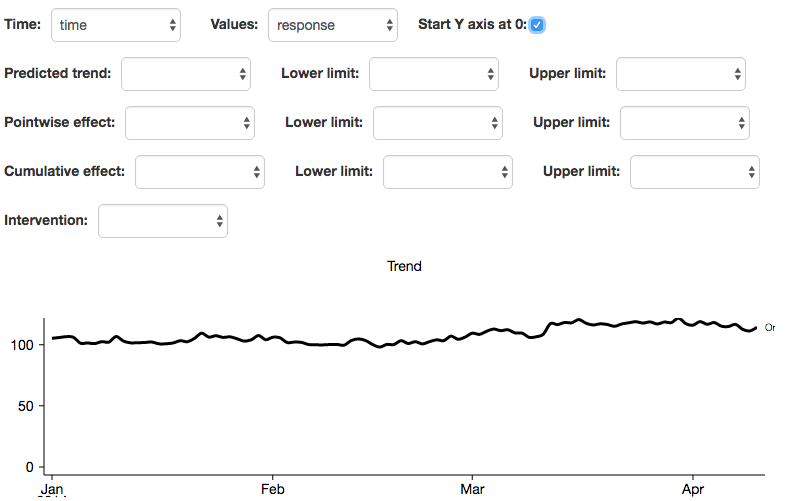 Time: time Values: response Start Y axis at 0:
Predicted trend: Lower limit: Upper limit:
Pointwise effect: Lower limit: Upper limit:
Cumulative effect: Lower limit: Upper limit:
Intervention:
Trend
100
Or
50
0
Jan Feb Mar Apr